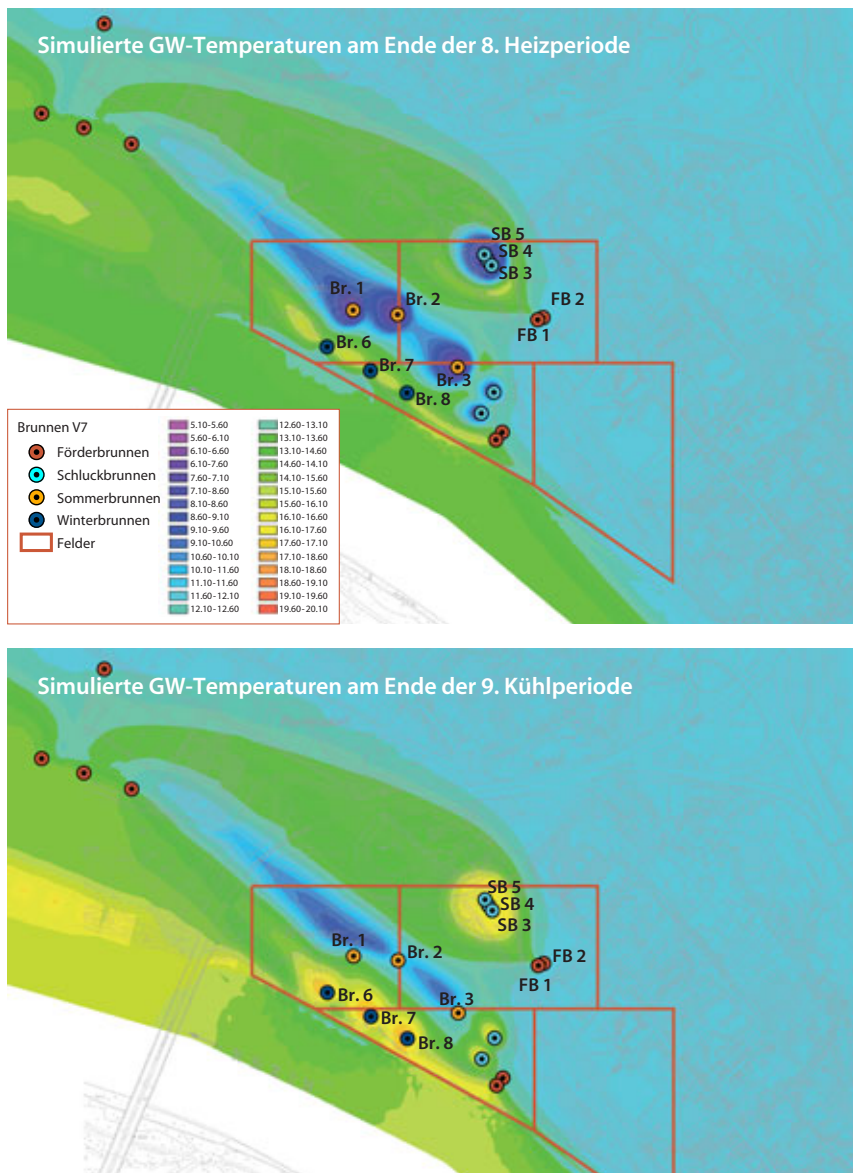 Simulierte GW-Temperaturen am Ende der 8. Heizperiode
SB 5
SB 4
SB 3
Br. 1
Br. 2
FB 2
FB 1
Br. 6
Br. 7
Br. 3
Br. 8
Brunnen V7
Förderbrunnen
Schluckbrunnen
Sommerbrunnen
Winterbrunnen
Felder
5.10-5.60
5.60-6.10
6.10-6.60
6.10-7.60
7.60-7.10
7.10-8.60
8.10-8.60
8.60-9.10
9.10-9.60
9.10-10.60
10.60-10.10
10.10-11.60
11.10-11.60
11.60-12.10
12.10-12.60
12.60-13.10
13.10-13.60
13.10-14.60
14.60-14.10
14.10-15.60
15.10-15.60
15.60-16.10
16.10-16.60
16.10-17.60
17.60-17.10
17.10-18.60
18.10-18.60
18.60-19.10
19.10-19.60
19.60-20.10
Simulierte GW-Temperaturen am Ende der 9. Kühlperiode
SB 5
SB 4
SB 3
Br. 1
Br. 2
FB 2
FB 1
Br. 6
Br. 3
Br. 7
Br. 8